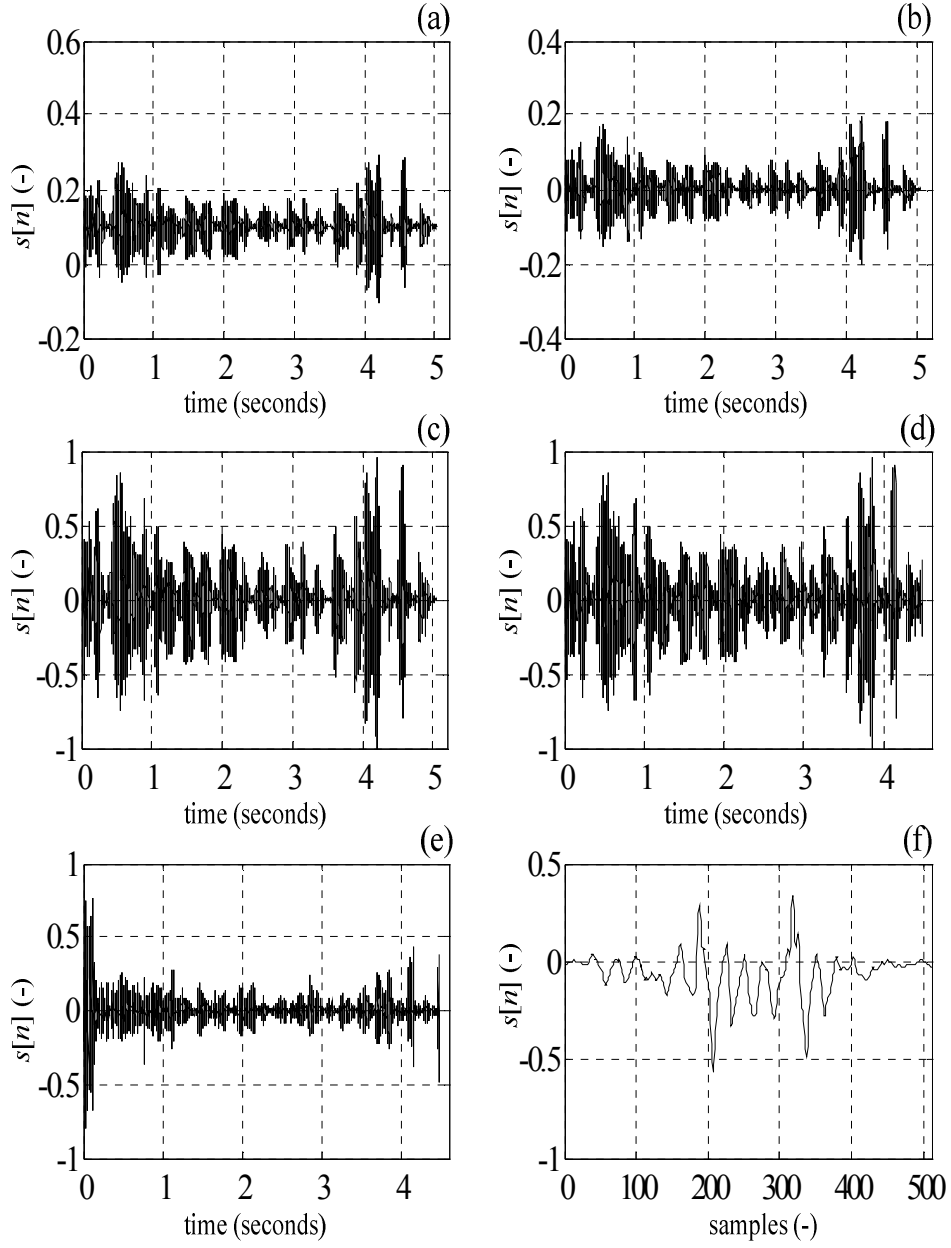 (a)
0.6
0.4
0.2
0
-0.2
s[n] (-)
0 1 2 3 4 5
time (seconds)
(b)
0.4
0.2
0
-0.2
-0.4
s[n] (-)
0 1 2 3 4 5
time (seconds)
(c)
1
0.5
0
-0.5
-1
s[n] (-)
0 1 2 3 4 5
time (seconds)
(d)
1
0.5
0
-0.5
-1
s[n] (-)
0 1 2 3 4
time (seconds)
(e)
1
0.5
0
-0.5
-1
s[n] (-)
0 1 2 3 4
time (seconds)
(f)
0.5
0
-0.5
-1
s[n] (-)
0 100 200 300 400 500
samples (-)